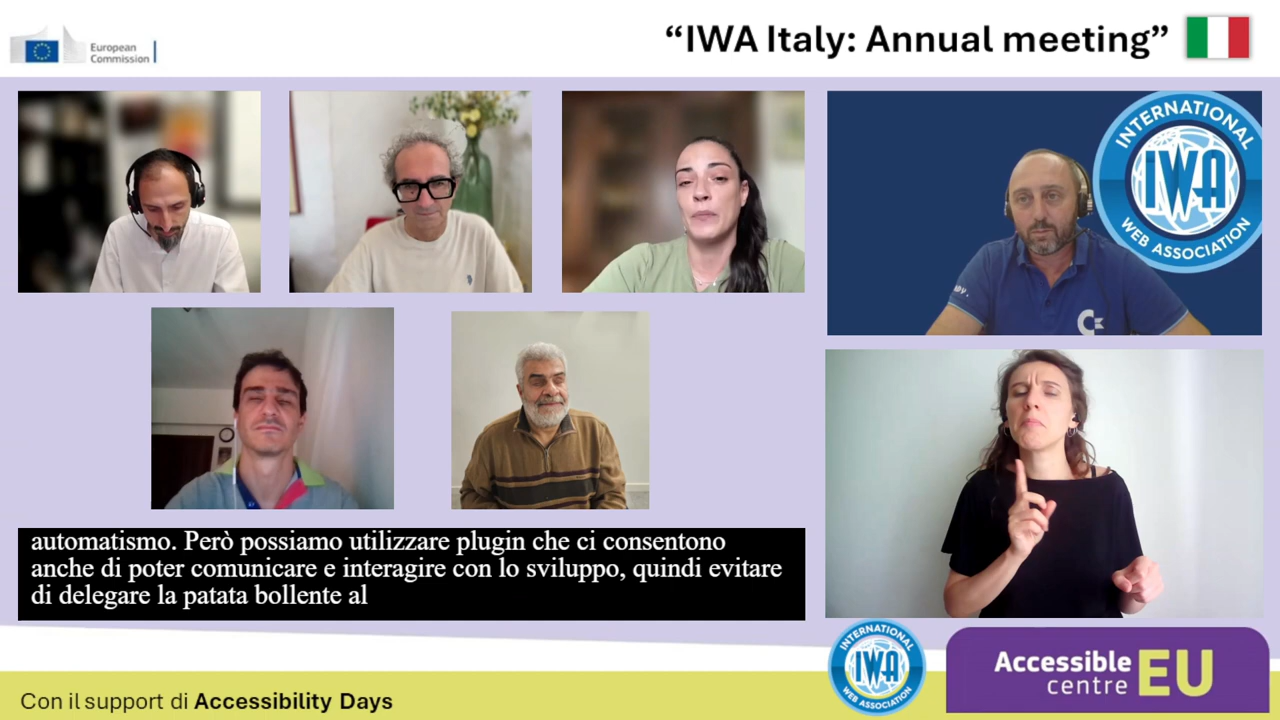 European
Commission
“IWA Italy: Annual meeting”
INTERNATIONAL
IWA
WEB ASSOCIATION
automatismo. Però possiamo utilizzare plugin che ci consentono
anche di poter comunicare e interagire con lo sviluppo, quindi evitare
di delegare la patata bollente al
INTERNATIONAL
IWA
WEB ASSOCIATION
Accessible
centre EU
Con il support di Accessibility Days